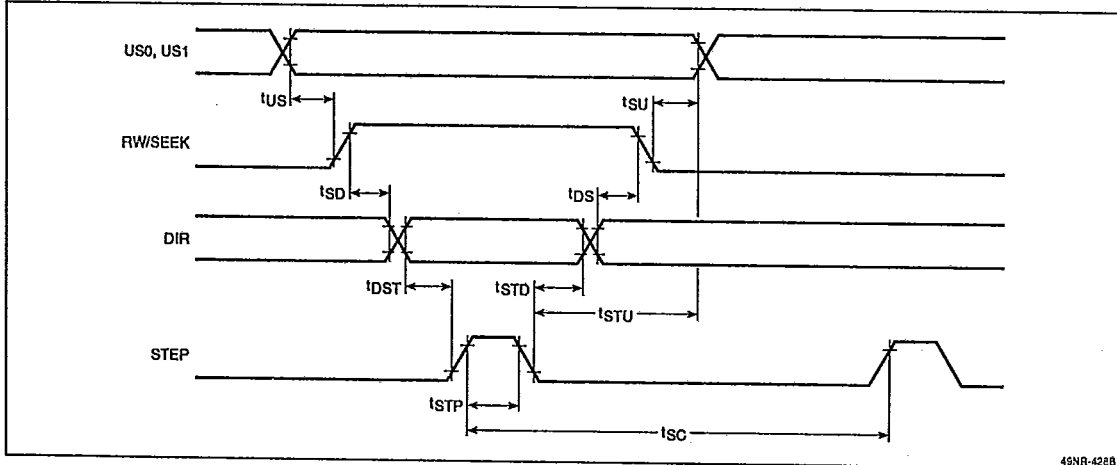 US0, US1
tUS
tSU
RW/SEEK
tSD
tDS
DIR
tDST
tSTD
tSTU
STEP
tSTP
tSC
49NR-428B